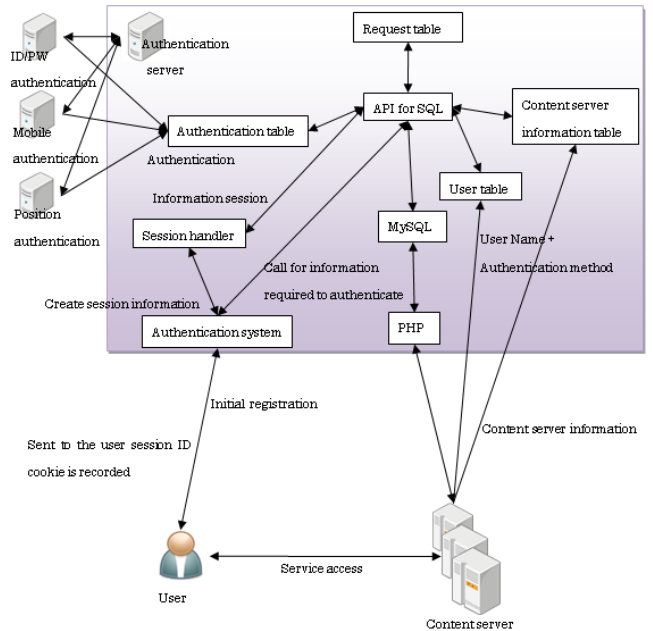 Request table
ID/PW
authentication
Authentication
server
API for SQL
Content server
information table
Mobile
authentication
Authentication table
Authentication
Information session
User table
Position
authentication
Session handler
MySQL
User Name +
Authentication method
Call for information
required to authenticate
Create session information
Authentication system
PHP
Initial registration
Content server information
Sent to the user session ID
cookie is recorded
Service access
User
Content server